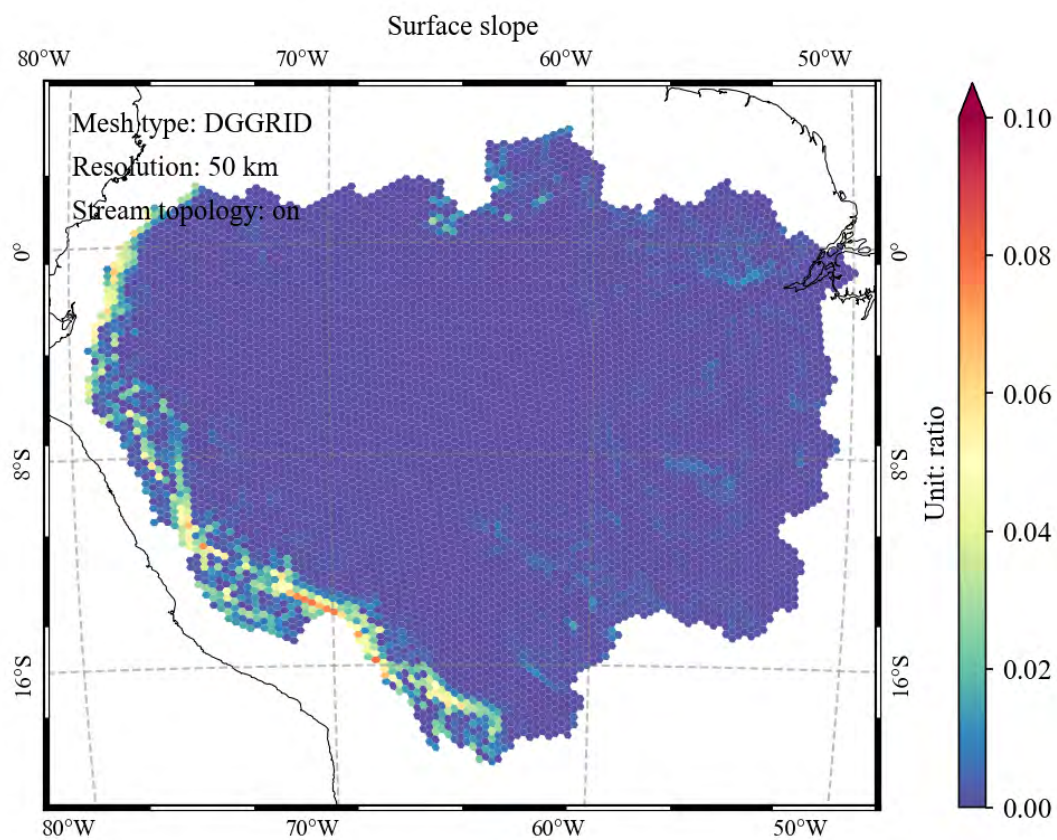 Surface slope
80°W 70°W 60°W 50°W
Mesh type: DGGRID
Resolution: 50 km
Stream topology: on
0° 0°
8°S 8°S
16°S 16°S
80°W 70°W 60°W 50°W
0.10
0.08
0.06
0.04
0.02
0.00
Unit: ratio